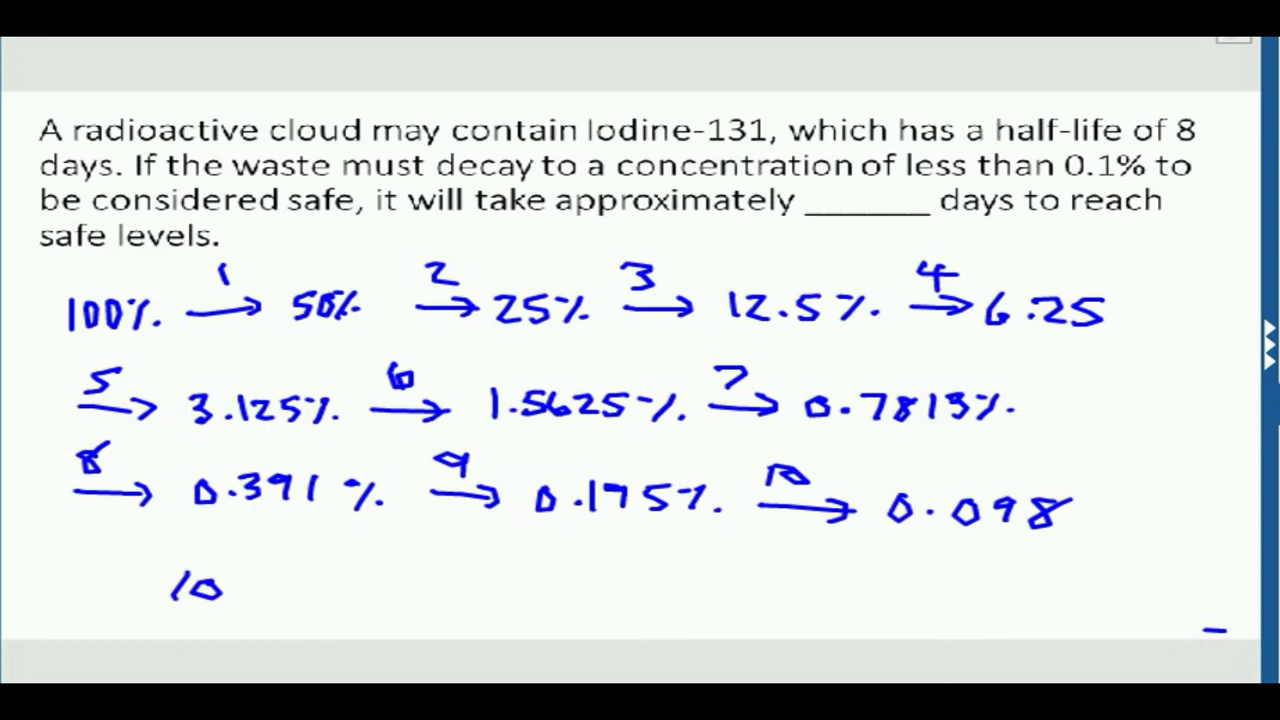 A radioactive cloud may contain Iodine-131, which has a half-life of 8
days. If the waste must decay to a concentration of less than 0.1% to
be considered safe, it will take approximately ______ days to reach
safe levels.
1 2 3 4
100% → 50% → 25% → 12.5% → 6.25
5 6 7
→ 3.125% → 1.5625% → 0.7813%
8 9 10
→ 0.391% → 0.195% → 0.098
10